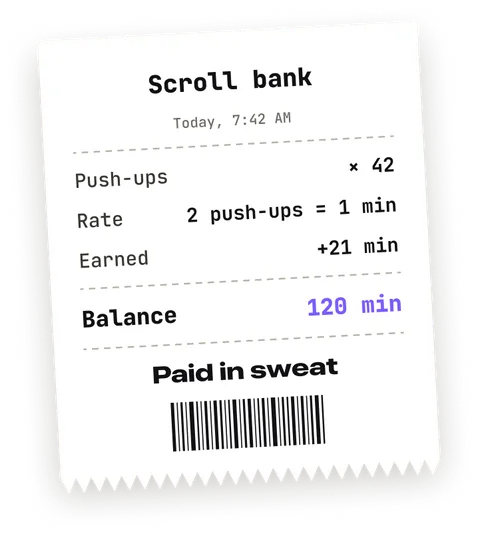 Scroll bank
Today, 7:42 AM
Push-ups × 42
Rate 2 push-ups = 1 min
Earned +21 min
Balance 120 min
Paid in sweat